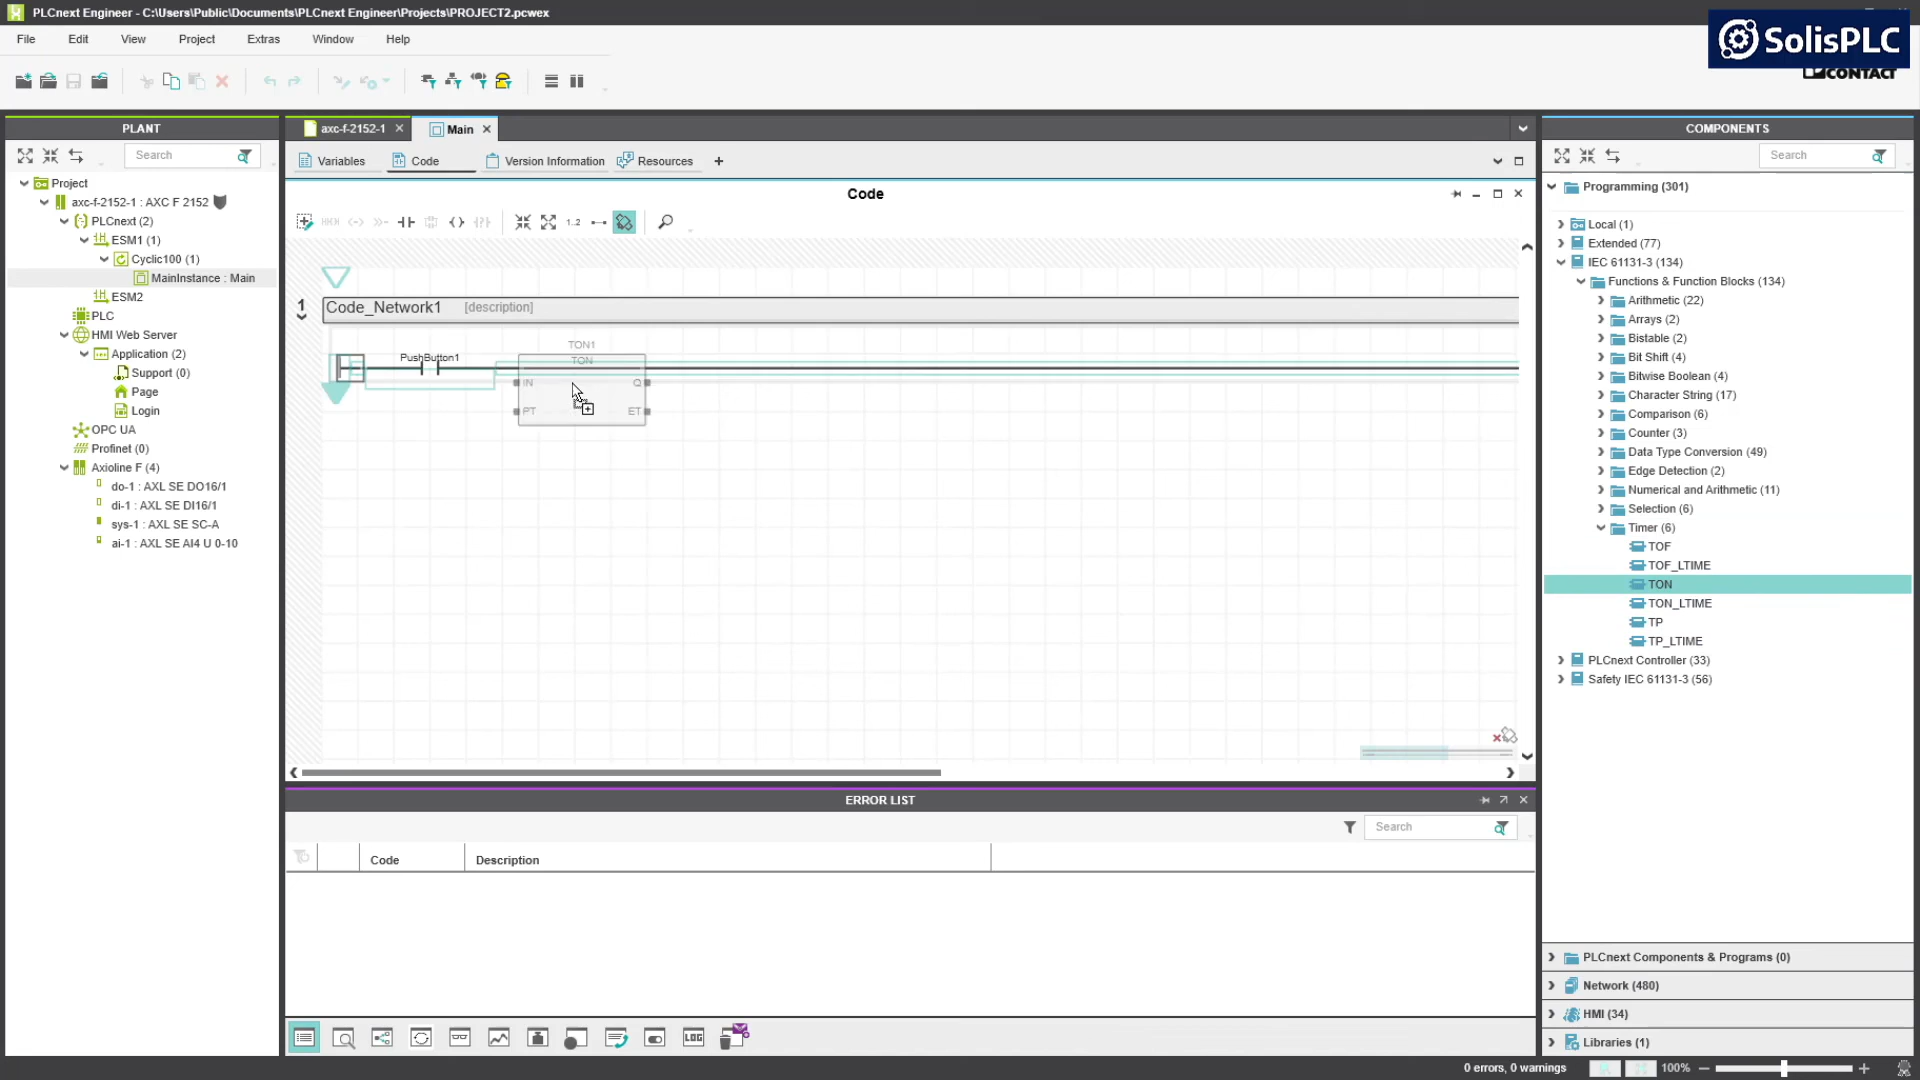 PLCnext Engineer - C:\Users\Public\Documents\PLCnext Engineer\Projects\PROJECT2.pcwex
File Edit View Project Extras Window Help
SolisPLC
CONTACT
PLANT
Search
Project
axc-f-2152-1 : AXC F 2152
PLCnext (2)
ESM1 (1)
Cyclic100 (1)
MainInstance : Main
ESM2
PLC
HMI Web Server
Application (2)
Support (0)
Page
Login
OPC UA
Profinet (0)
Axioline F (4)
do-1 : AXL SE DO16/1
di-1 : AXL SE DI16/1
sys-1 : AXL SE SC-A
ai-1 : AXL SE AI4 U 0-10
axc-f-2152-1
Main
Variables Code Version Information Resources
Code
1..2
1
Code_Network1 [description]
PushButton1
TON1
TON
IN Q
PT ET
ERROR LIST
Search
Code Description
LOG
COMPONENTS
Search
Programming (301)
Local (1)
Extended (77)
IEC 61131-3 (134)
Functions & Function Blocks (134)
Arithmetic (22)
Arrays (2)
Bistable (2)
Bit Shift (4)
Bitwise Boolean (4)
Character String (17)
Comparison (6)
Counter (3)
Data Type Conversion (49)
Edge Detection (2)
Numerical and Arithmetic (11)
Selection (6)
Timer (6)
TOF
TOF_LTIME
TON
TON_LTIME
TP
TP_LTIME
PLCnext Controller (33)
Safety IEC 61131-3 (56)
PLCnext Components & Programs (0)
Network (480)
HMI (34)
Libraries (1)
0 errors, 0 warnings
100%